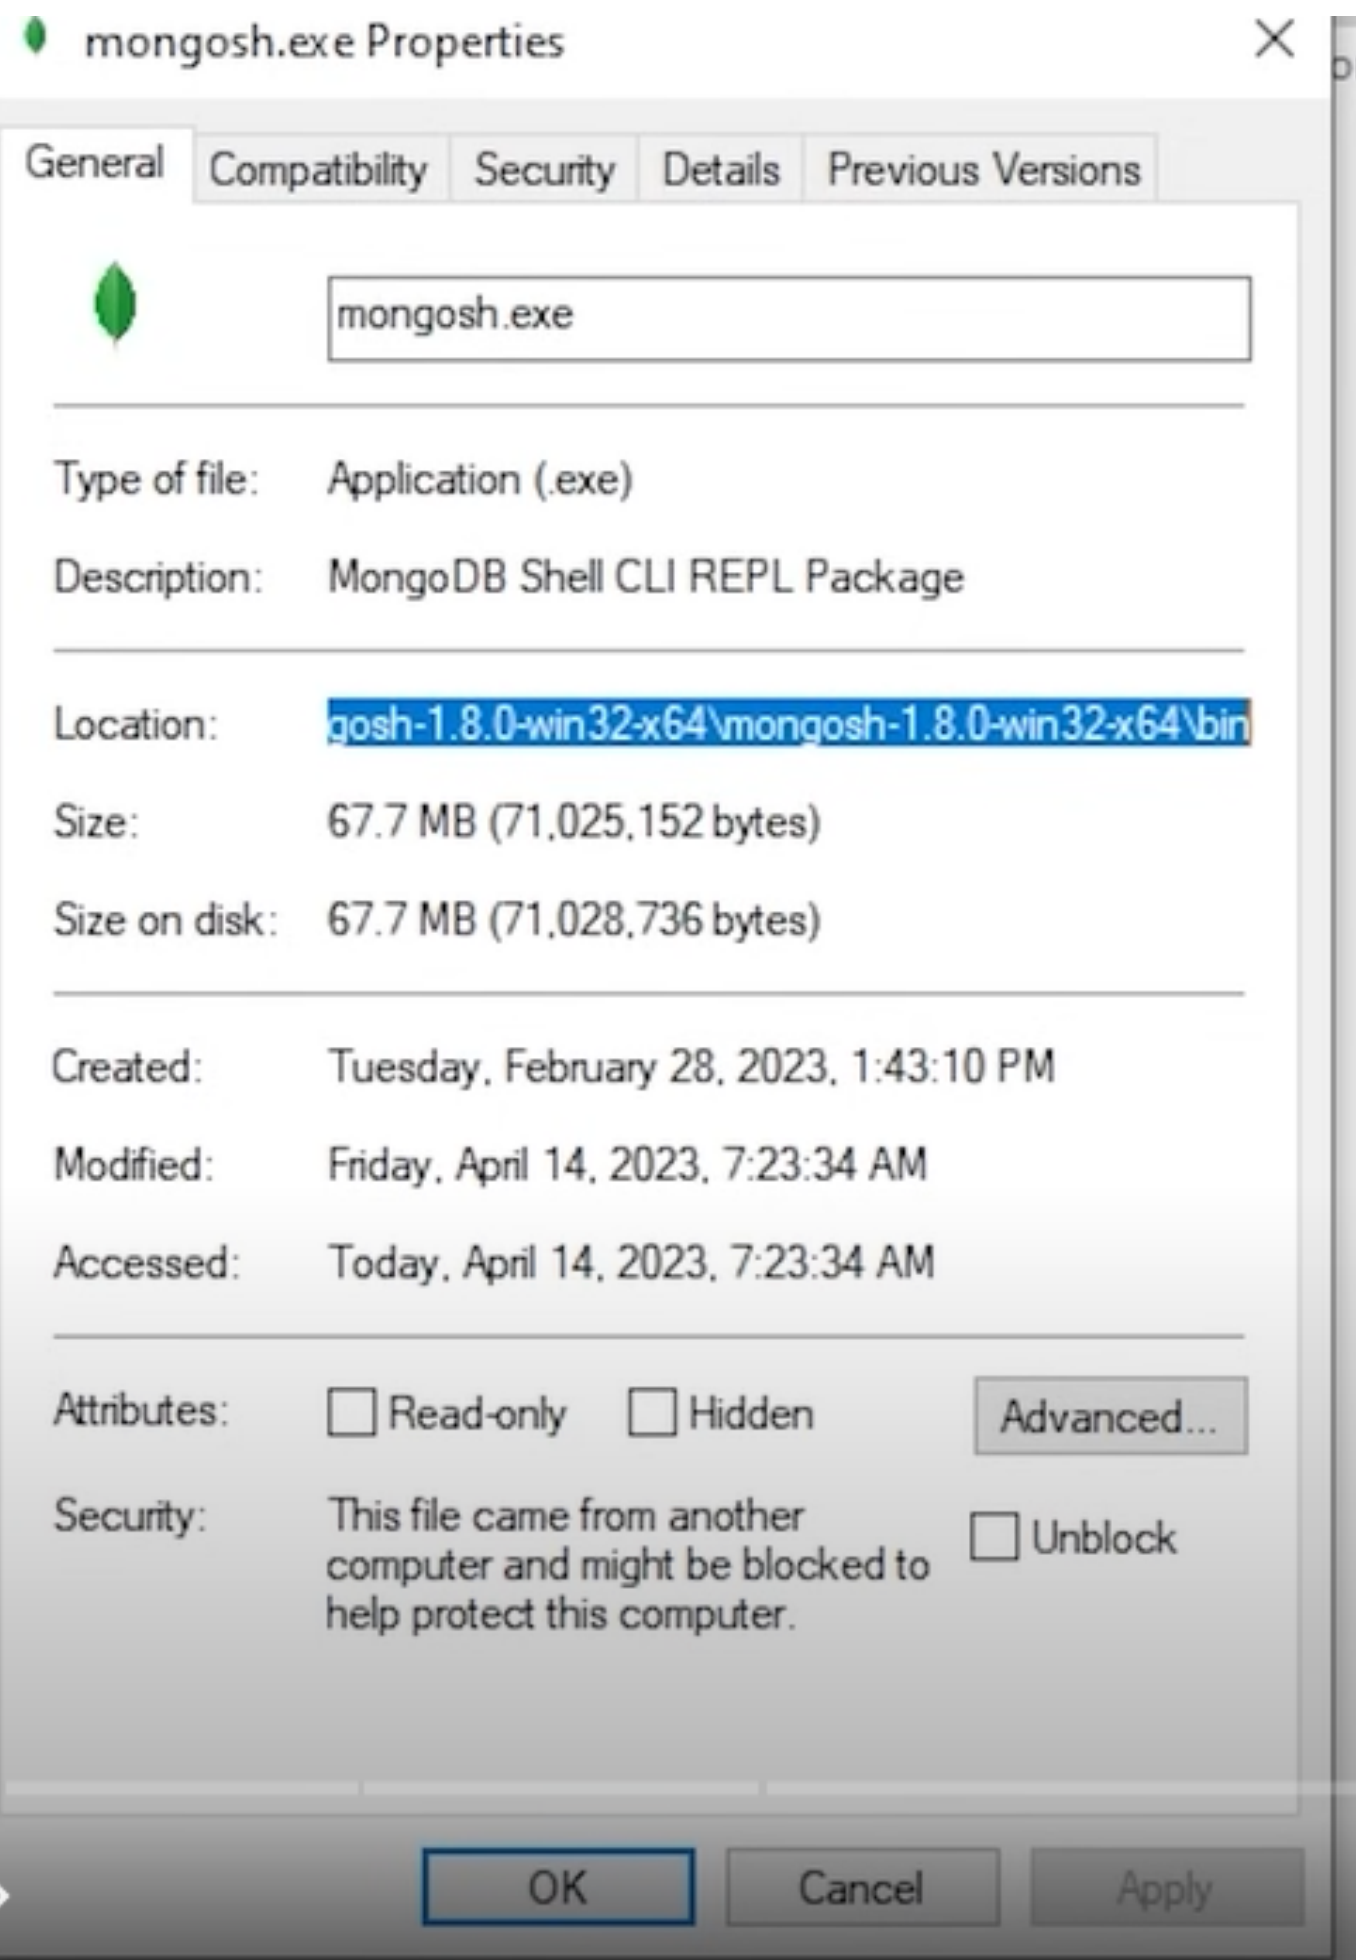 mongosh.exe Properties
General Compatibility Security Details Previous Versions
mongosh.exe
Type of file: Application (.exe)
Description: MongoDB Shell CLI REPL Package
Location: gosh-1.8.0-win32-x64\mongosh-1.8.0-win32-x64\bin
Size: 67.7 MB (71,025,152 bytes)
Size on disk: 67.7 MB (71,028,736 bytes)
Created: Tuesday, February 28, 2023, 1:43:10 PM
Modified: Friday, April 14, 2023, 7:23:34 AM
Accessed: Today, April 14, 2023, 7:23:34 AM
Attributes: Read-only Hidden Advanced...
Security: This file came from another
computer and might be blocked to
help protect this computer.
Unblock
OK Cancel Apply